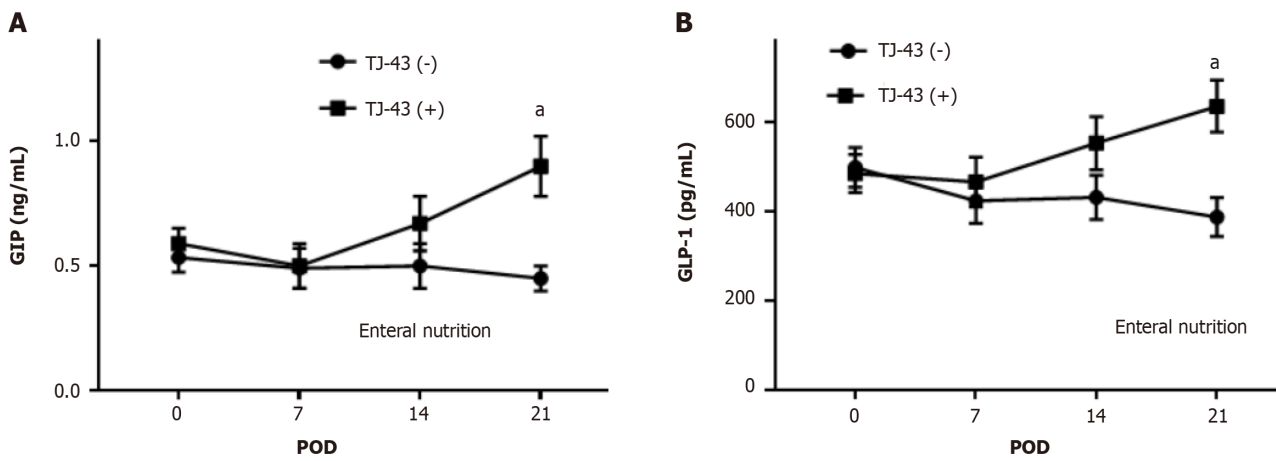 A
TJ-43 (-)
TJ-43 (+)
a
1.0
0.5
0.0
GIP (ng/mL)
Enteral nutrition
0 7 14 21
POD
B
TJ-43 (-)
TJ-43 (+)
a
600
400
200
0
GLP-1 (pg/mL)
Enteral nutrition
0 7 14 21
POD